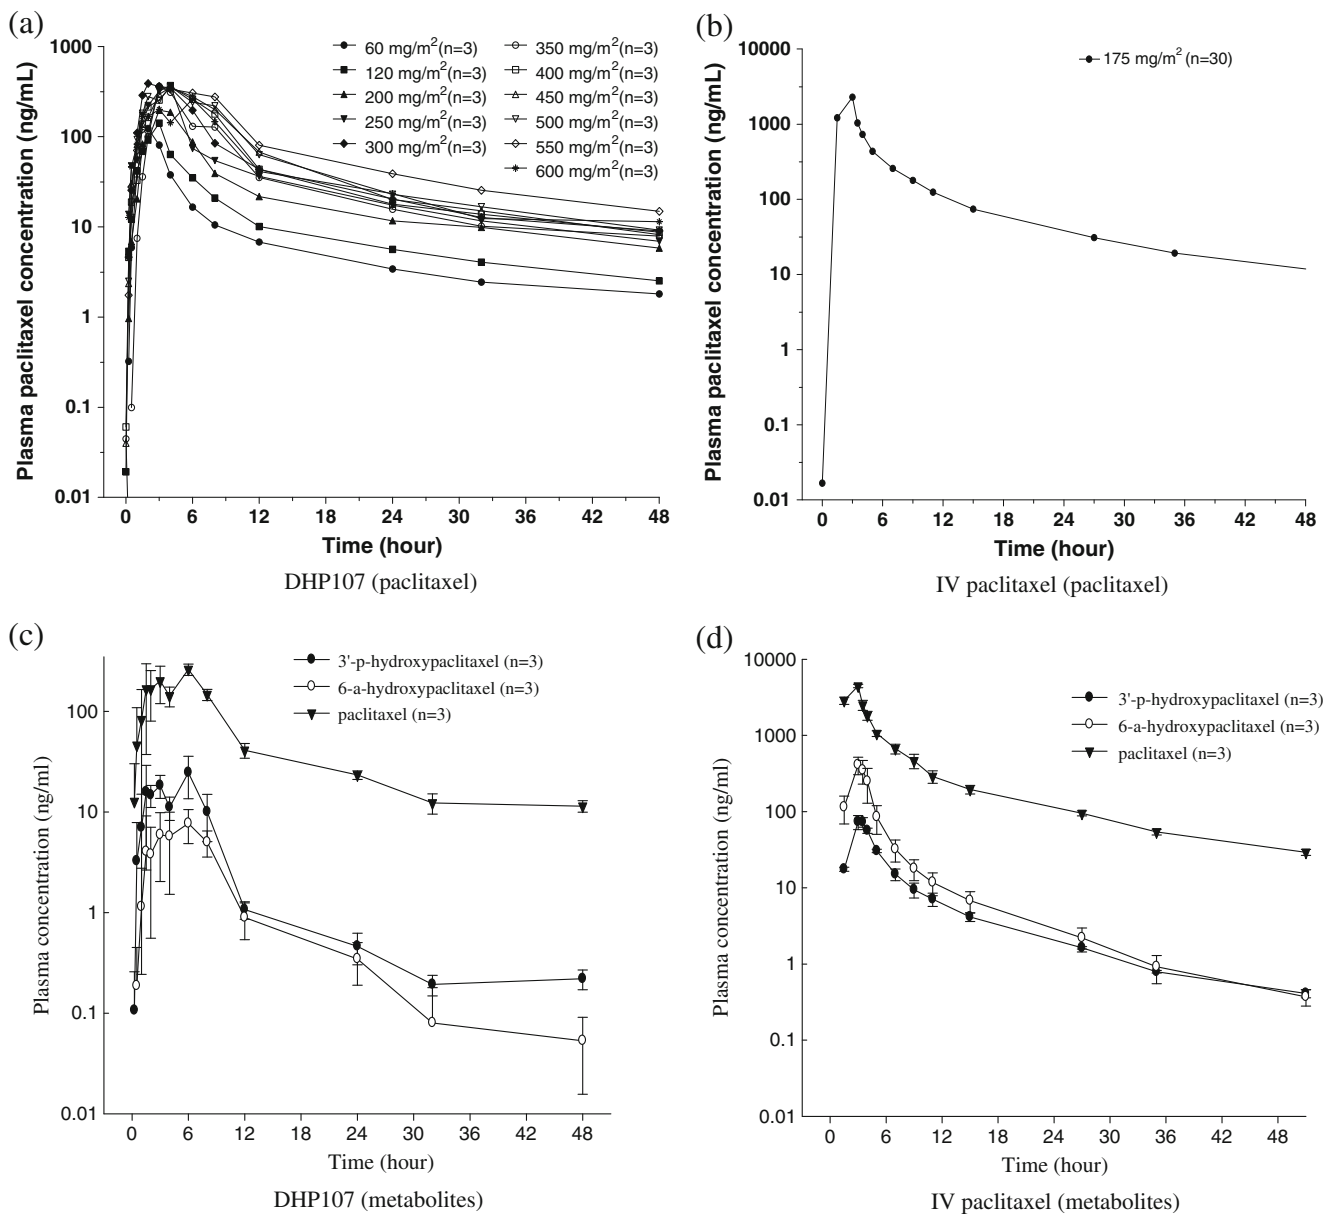 (a)
1000
100
10
1
0.1
0.01
Plasma paclitaxel concentration (ng/mL)
60 mg/m²(n=3)
120 mg/m²(n=3)
200 mg/m²(n=3)
250 mg/m²(n=3)
300 mg/m²(n=3)
350 mg/m²(n=3)
400 mg/m²(n=3)
450 mg/m²(n=3)
500 mg/m²(n=3)
550 mg/m²(n=3)
600 mg/m²(n=3)
0 6 12 18 24 30 36 42 48
Time (hour)
DHP107 (paclitaxel)
(b)
10000
1000
100
10
1
0.1
0.01
Plasma paclitaxel concentration (ng/mL)
175 mg/m² (n=30)
0 6 12 18 24 30 36 42 48
Time (hour)
IV paclitaxel (paclitaxel)
(c)
100
10
1
0.1
0.01
Plasma concentration (ng/ml)
3'-p-hydroxypaclitaxel (n=3)
6-a-hydroxypaclitaxel (n=3)
paclitaxel (n=3)
0 6 12 18 24 30 36 42 48
Time (hour)
DHP107 (metabolites)
(d)
10000
1000
100
10
1
0.1
0.01
Plasma concentration (ng/ml)
3'-p-hydroxypaclitaxel (n=3)
6-a-hydroxypaclitaxel (n=3)
paclitaxel (n=3)
0 6 12 18 24 30 36 42 48
Time (hour)
IV paclitaxel (metabolites)